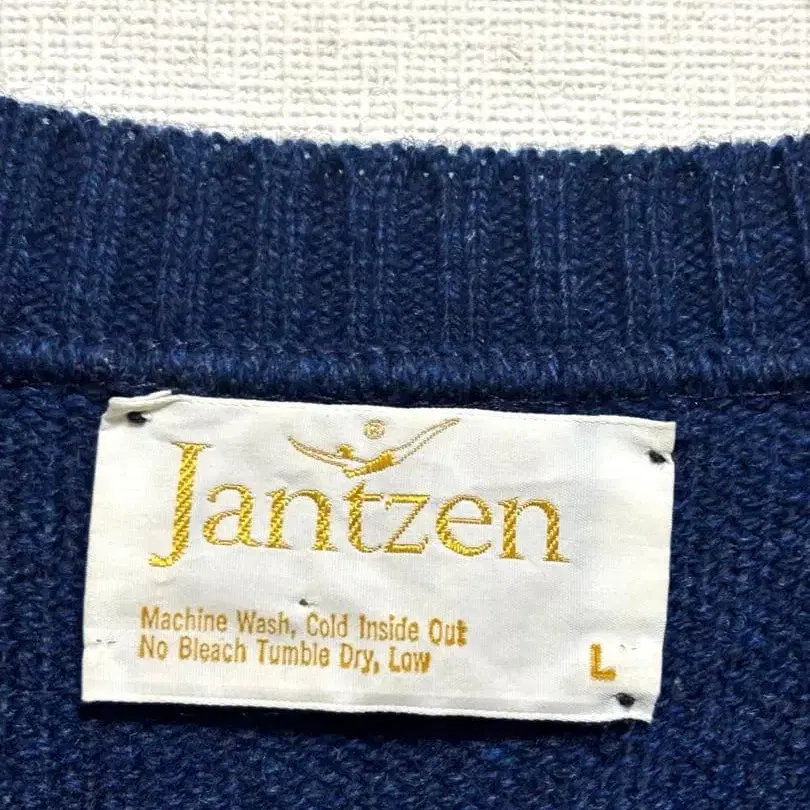 ®
Jantzen
Machine Wash, Cold Inside Out
No Bleach Tumble Dry, Low
L